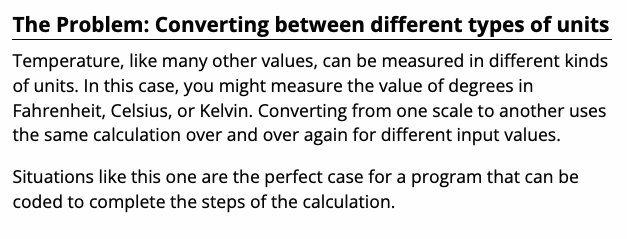 The Problem: Converting between different types of units
Temperature, like many other values, can be measured in different kinds
of units. In this case, you might measure the value of degrees in
Fahrenheit, Celsius, or Kelvin. Converting from one scale to another uses
the same calculation over and over again for different input values.
Situations like this one are the perfect case for a program that can be
coded to complete the steps of the calculation.